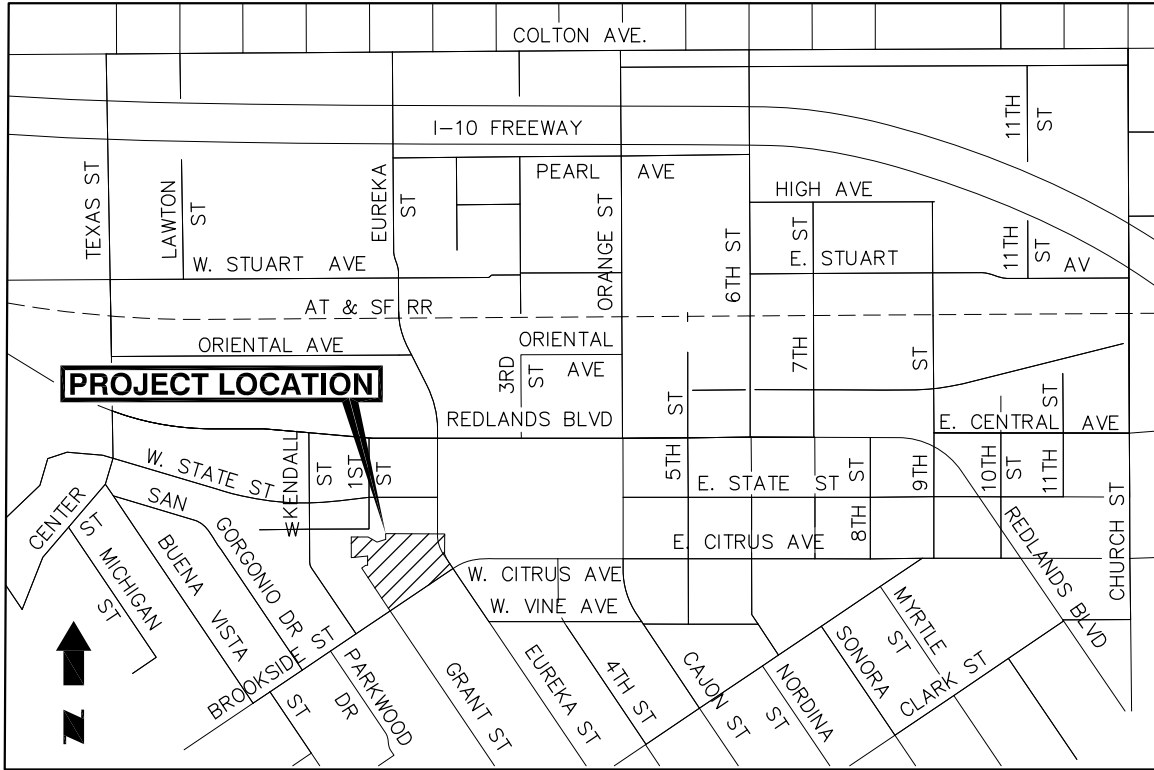 COLTON AVE.
I-10 FREEWAY
11TH
ST
PEARL AVE
TEXAS ST
LAWTON
ST
EUREKA
ST
ORANGE ST
HIGH AVE
6TH ST
7TH ST
W. STUART AVE
E. STUART AV
11TH
ST
AT & SF RR
ORIENTAL AVE
ORIENTAL
AVE
3RD
ST
PROJECT LOCATION
REDLANDS BLVD
5TH ST
E. CENTRAL AVE
W. STATE ST
KENDALL
ST
1ST
ST
E. STATE ST
8TH ST
9TH ST
10TH
ST
11TH ST
CHURCH ST
REDLANDS BLVD
E. CITRUS AVE
W. CITRUS AVE
W. VINE AVE
CENTER
ST
MICHIGAN
ST
BUENA VISTA
ST
SAN
GORGONIO DR
BROOKSIDE ST
PARKWOOD
DR
GRANT ST
EUREKA ST
4TH ST
CAJON ST
NORDINA
ST
SONORA
MYRTLE
ST
CLARK ST
N